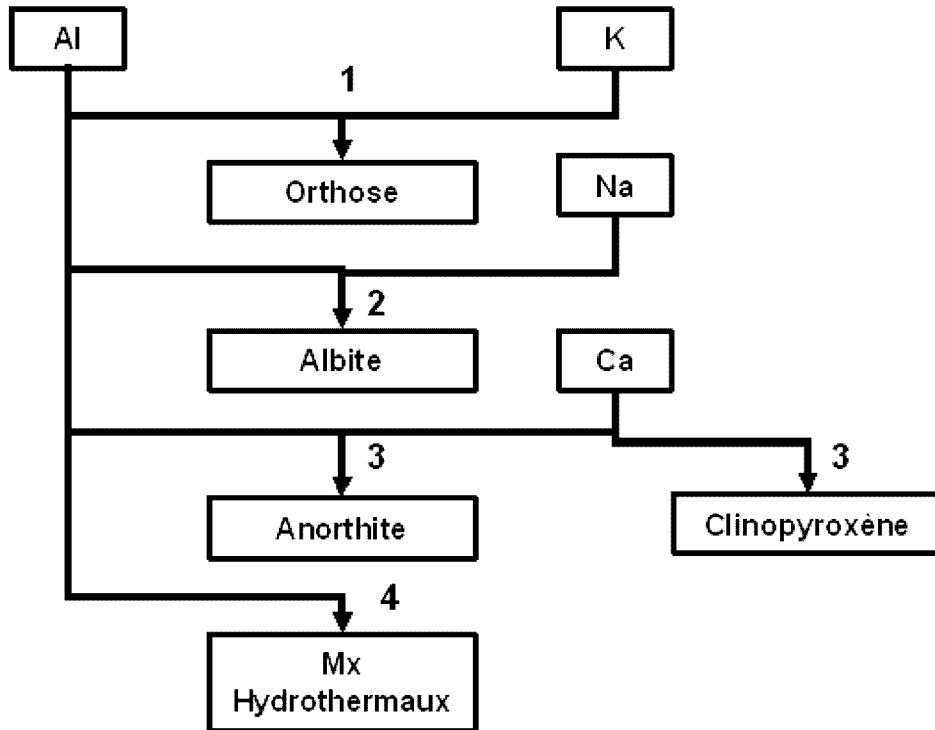 Al
K
1
Orthose
Na
2
Albite
Ca
3
3
Anorthite
Clinopyroxène
4
Mx
Hydrothermaux